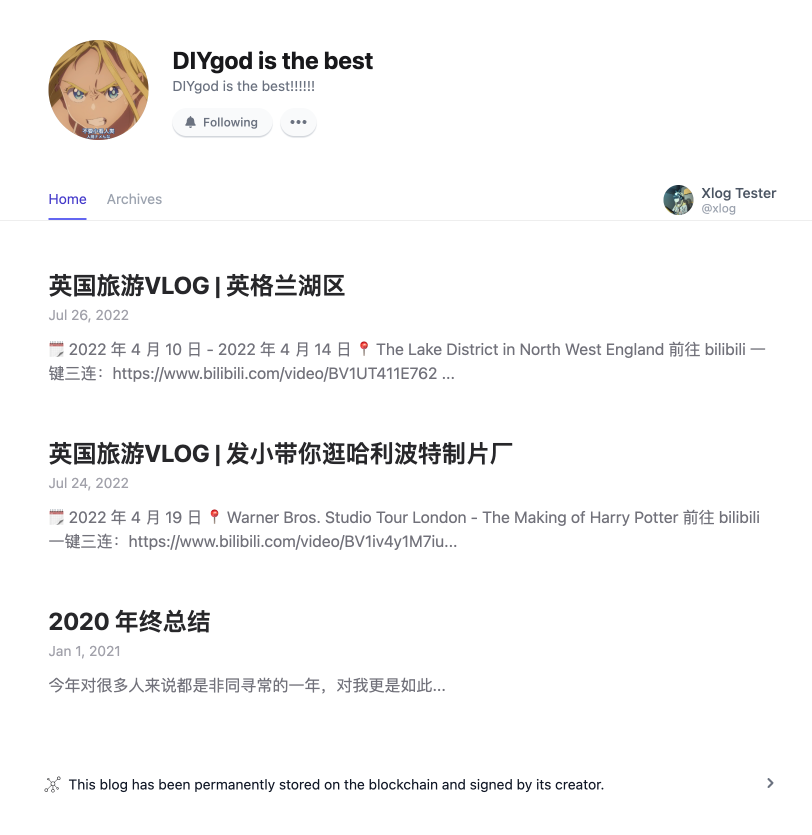 DIYgod is the best
DIYgod is the best!!!!!!
Following
Home
Archives
Xlog Tester
@xlog
英国旅游VLOG | 英格兰湖区
Jul 26, 2022
🗓️ 2022 年 4 月 10 日 - 2022 年 4 月 14 日 📍 The Lake District in North West England 前往 bilibili 一
键三连：https://www.bilibili.com/video/BV1UT411E762 ...
英国旅游VLOG | 发小带你逛哈利波特制片厂
Jul 24, 2022
🗓️ 2022 年 4 月 19 日 📍 Warner Bros. Studio Tour London - The Making of Harry Potter 前往 bilibili
一键三连：https://www.bilibili.com/video/BV1iv4y1M7iu...
2020 年终总结
Jan 1, 2021
今年对很多人来说都是非同寻常的一年，对我更是如此...
This blog has been permanently stored on the blockchain and signed by its creator.